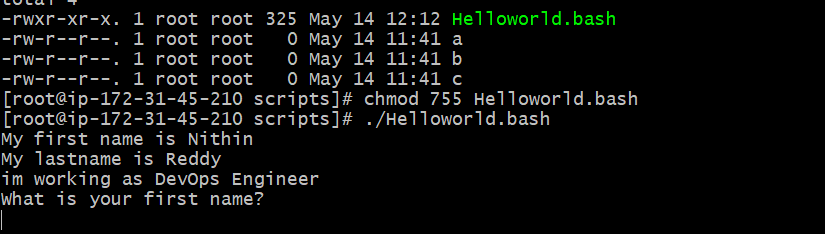 total 4
-rwxr-xr-x. 1 root root 325 May 14 12:12 Helloworld.bash
-rw-r--r--. 1 root root   0 May 14 11:41 a
-rw-r--r--. 1 root root   0 May 14 11:41 b
-rw-r--r--. 1 root root   0 May 14 11:41 c
[root@ip-172-31-45-210 scripts]# chmod 755 Helloworld.bash
[root@ip-172-31-45-210 scripts]# ./Helloworld.bash
My first name is Nithin
My lastname is Reddy
im working as DevOps Engineer
What is your first name?